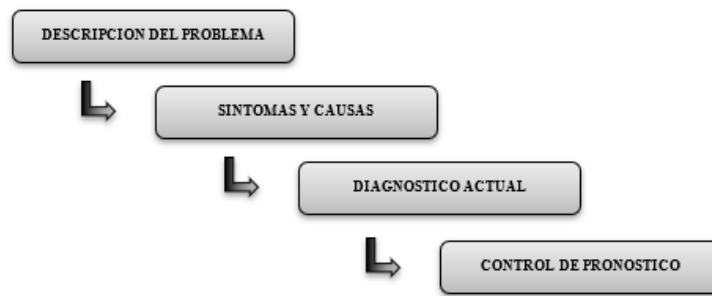 DESCRIPCION DEL PROBLEMA
SINTOMAS Y CAUSAS
DIAGNOSTICO ACTUAL
CONTROL DE PRONOSTICO